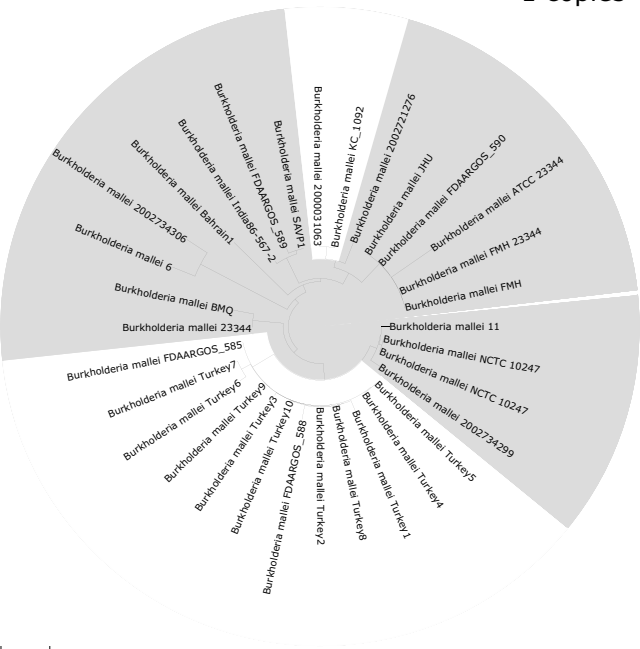 Burkholderia mallei 2000031063
Burkholderia mallei KC_1092
Burkholderia mallei 2002721276
Burkholderia mallei JHU
Burkholderia mallei FDAARGOS_590
Burkholderia mallei ATCC 23344
Burkholderia mallei FMH 23344
Burkholderia mallei FMH
Burkholderia mallei 11
Burkholderia mallei NCTC 10247
Burkholderia mallei NCTC 10247
Burkholderia mallei 2002734299
Burkholderia mallei Turkey5
Burkholderia mallei Turkey4
Burkholderia mallei Turkey1
Burkholderia mallei Turkey8
Burkholderia mallei Turkey2
Burkholderia mallei FDAARGOS_588
Burkholderia mallei Turkey10
Burkholderia mallei Turkey3
Burkholderia mallei Turkey9
Burkholderia mallei Turkey6
Burkholderia mallei Turkey7
Burkholderia mallei FDAARGOS_585
Burkholderia mallei 23344
Burkholderia mallei BMQ
Burkholderia mallei 6
Burkholderia mallei 2002734306
Burkholderia mallei Bahrain1
Burkholderia mallei India86-567-2
Burkholderia mallei FDAARGOS_589
Burkholderia mallei SAVP1